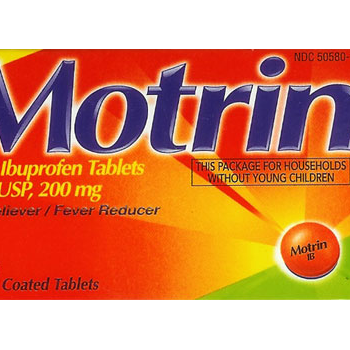 NDC 50580-
Motrin
Ibuprofen Tablets
USP, 200 mg
THIS PACKAGE FOR HOUSEHOLDS
WITHOUT YOUNG CHILDREN
eliever / Fever Reducer
Motrin
IB
Coated Tablets